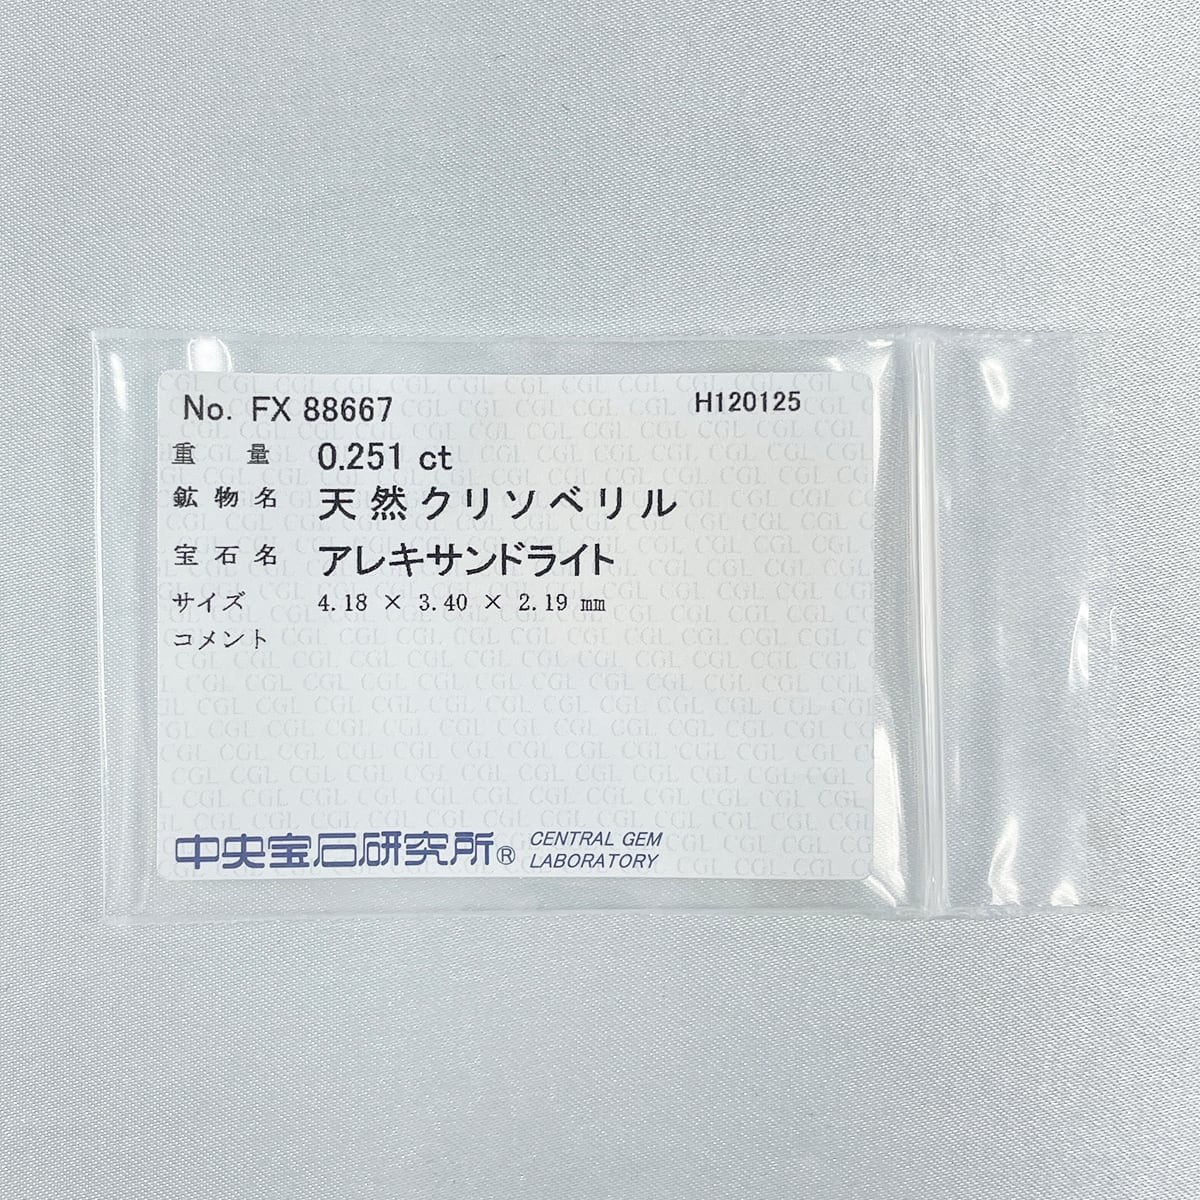 No. FX 88667 H120125
重量 0.251 ct
鉱物名 天然クリソベリル
宝石名 アレキサンドライト
サイズ 4.18 × 3.40 × 2.19 mm
コメント
中央宝石研究所® CENTRAL GEM
LABORATORY